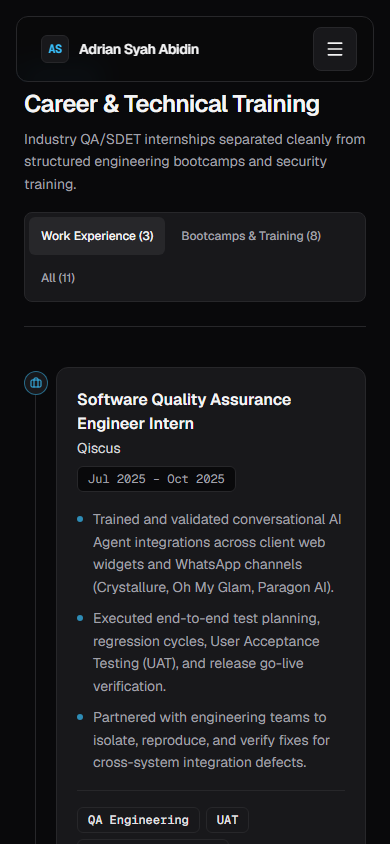 AS Adrian Syah Abidin
Career & Technical Training
Industry QA/SDET internships separated cleanly from
structured engineering bootcamps and security
training.
Work Experience (3) Bootcamps & Training (8)
All (11)
Software Quality Assurance
Engineer Intern
Qiscus
Jul 2025 – Oct 2025
Trained and validated conversational AI
Agent integrations across client web
widgets and WhatsApp channels
(Crystallure, Oh My Glam, Paragon AI).
Executed end-to-end test planning,
regression cycles, User Acceptance
Testing (UAT), and release go-live
verification.
Partnered with engineering teams to
isolate, reproduce, and verify fixes for
cross-system integration defects.
QA Engineering UAT